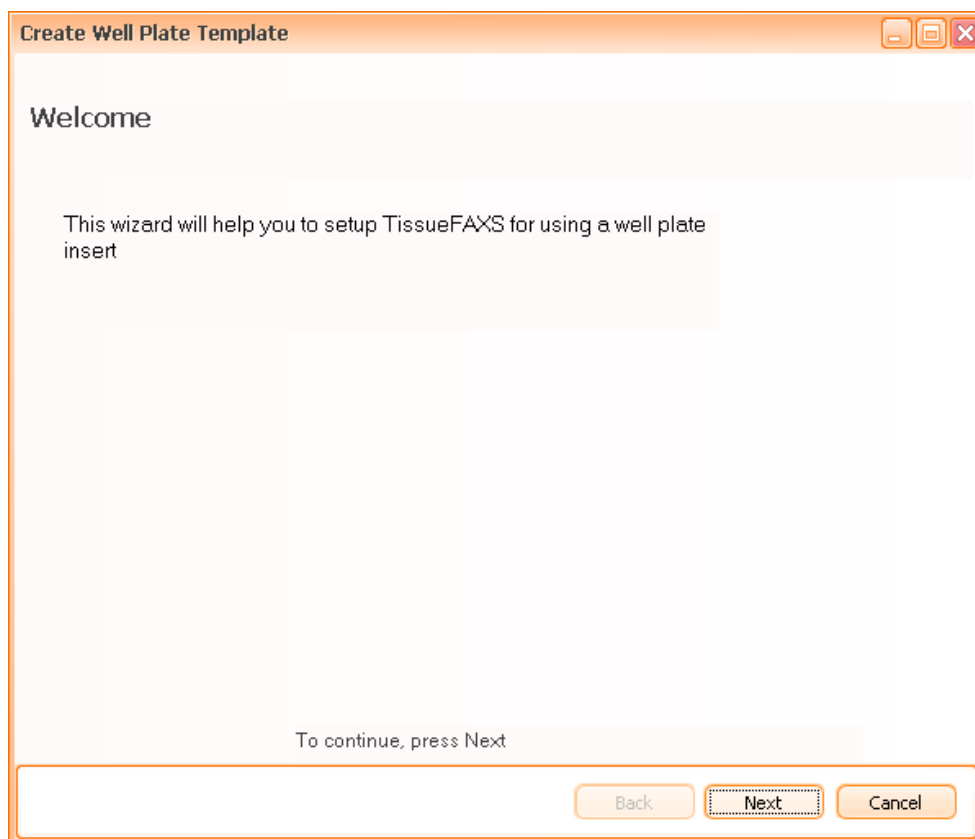 Create Well Plate Template
Welcome
This wizard will help you to setup TissueFAXS for using a well plate
insert
To continue, press Next
Back
Next
Cancel